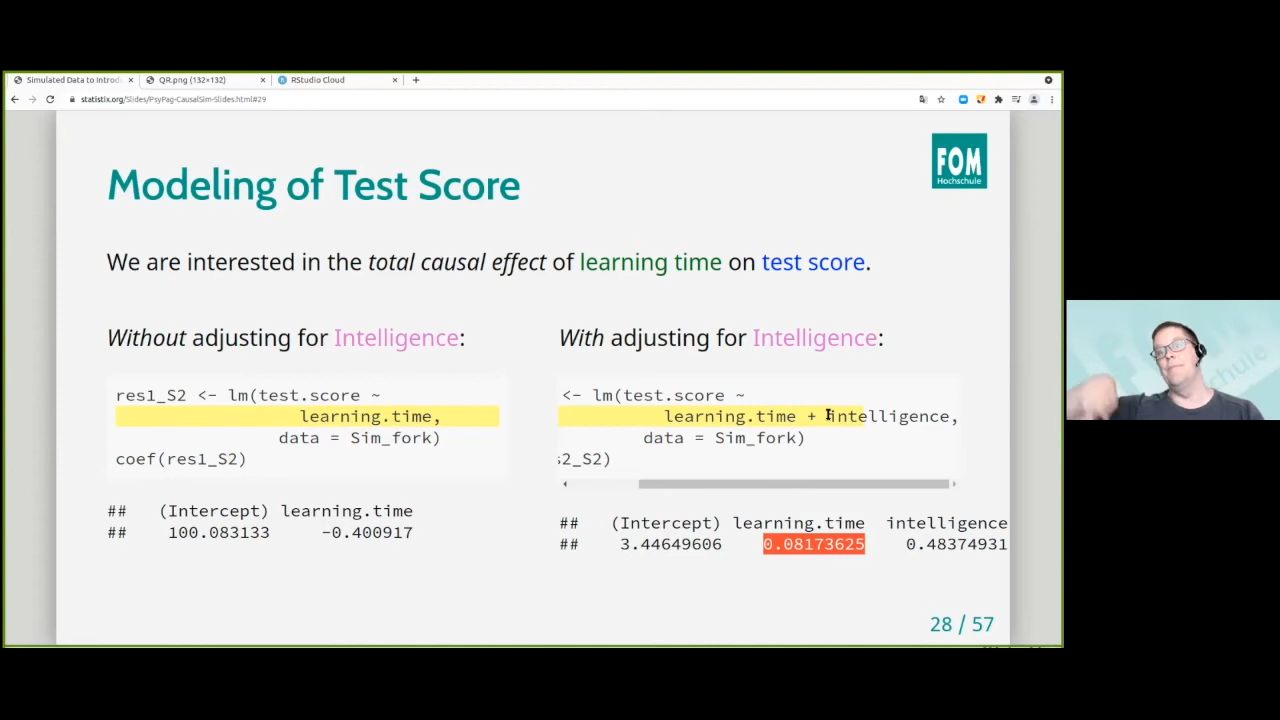 Simulated Data to Introd
QR.png (132×132)
RStudio Cloud
statistix.org/Slides/PsyPag-CausalSim-Slides.html#29
FOM
Hochschule
Modeling of Test Score
We are interested in the total causal effect of learning time on test score.
Without adjusting for Intelligence:
res1_S2 <- lm(test.score ~
learning.time,
data = Sim_fork)
coef(res1_S2)
## (Intercept) learning.time
## 100.083133 -0.400917
With adjusting for Intelligence:
<- lm(test.score ~
learning.time + intelligence,
data = Sim_fork)
s2_S2)
## (Intercept) learning.time intelligence
## 3.44649606 0.08173625 0.48374931
28 / 57